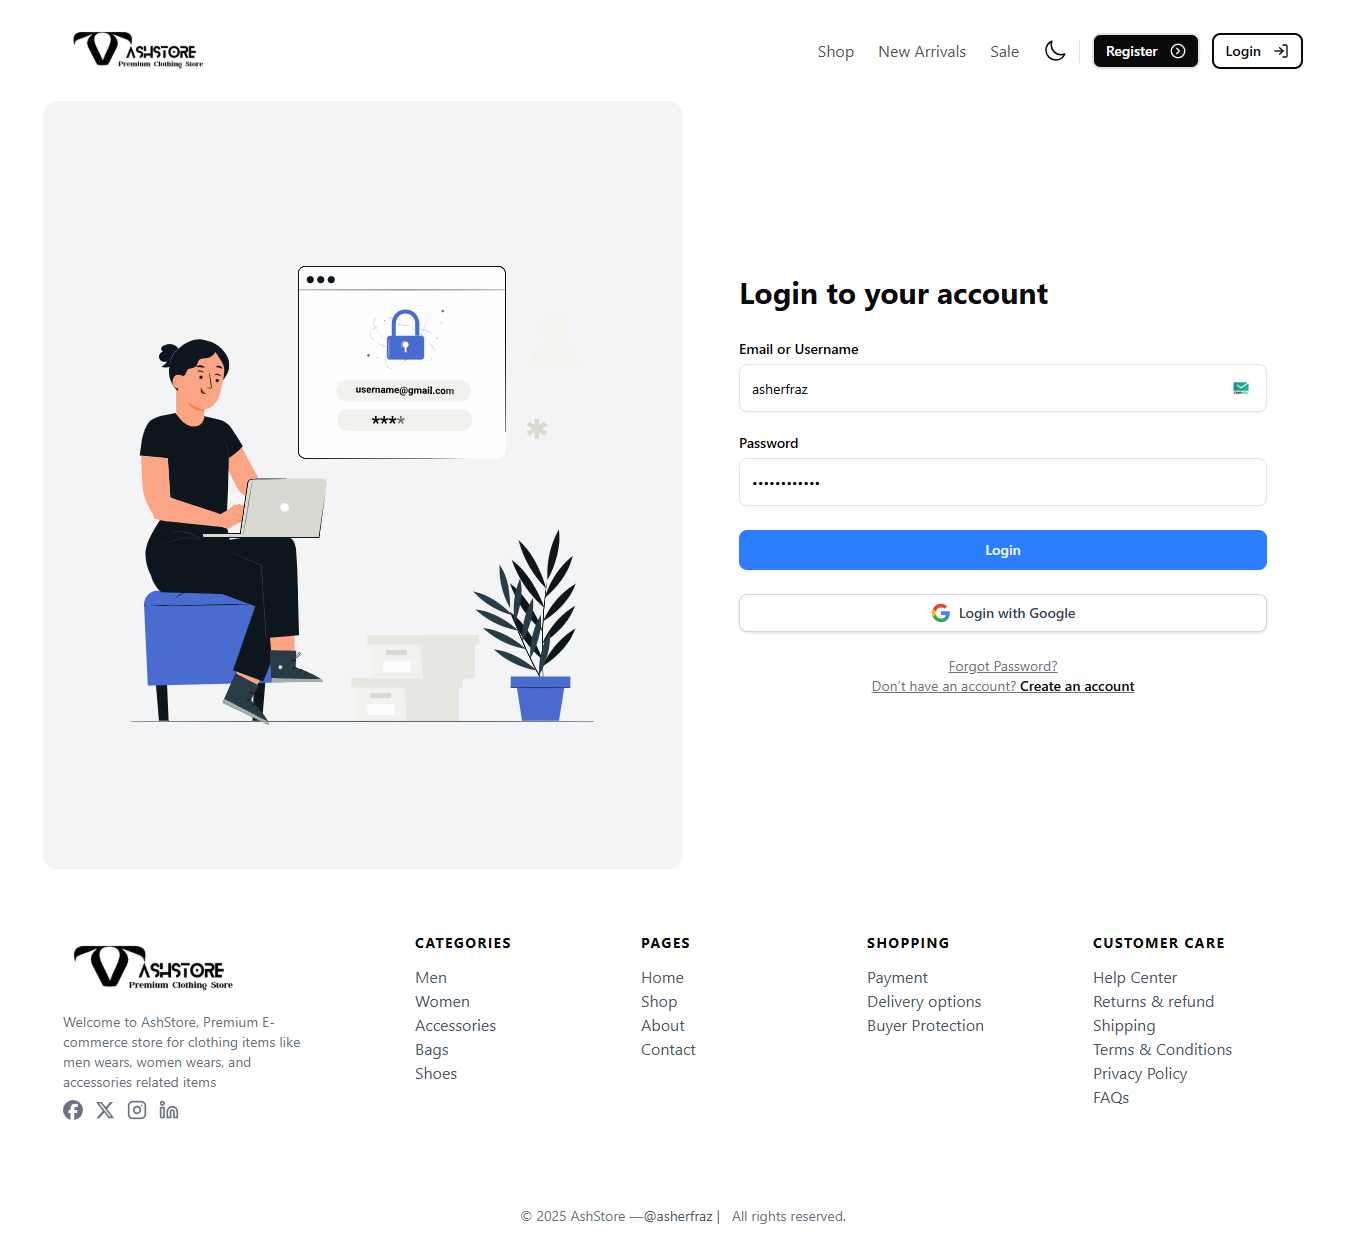 ASHSTORE
Premium Clothing Store
Shop New Arrivals Sale Register Login
username@gmail.com
****
Login to your account
Email or Username
asherfraz
Password
••••••••••••
Login
Login with Google
Forgot Password?
Don't have an account? Create an account
ASHSTORE
Premium Clothing Store
Welcome to AshStore, Premium E-
commerce store for clothing items like
men wears, women wears, and
accessories related items
CATEGORIES
Men
Women
Accessories
Bags
Shoes
PAGES
Home
Shop
About
Contact
SHOPPING
Payment
Delivery options
Buyer Protection
CUSTOMER CARE
Help Center
Returns & refund
Shipping
Terms & Conditions
Privacy Policy
FAQs
© 2025 AshStore —@asherfraz | All rights reserved.